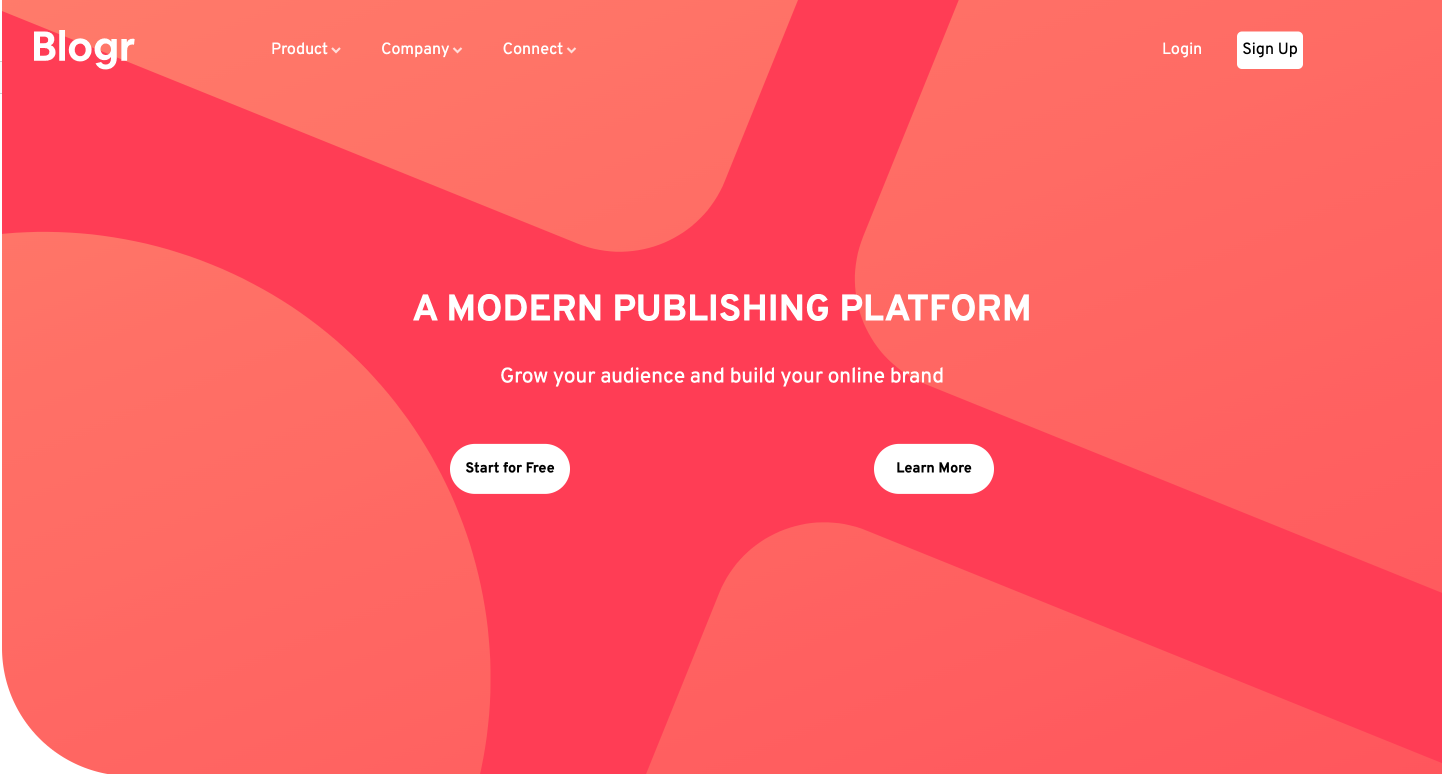 Blogr
Product
Company
Connect
Login
Sign Up
A MODERN PUBLISHING PLATFORM
Grow your audience and build your online brand
Start for Free
Learn More